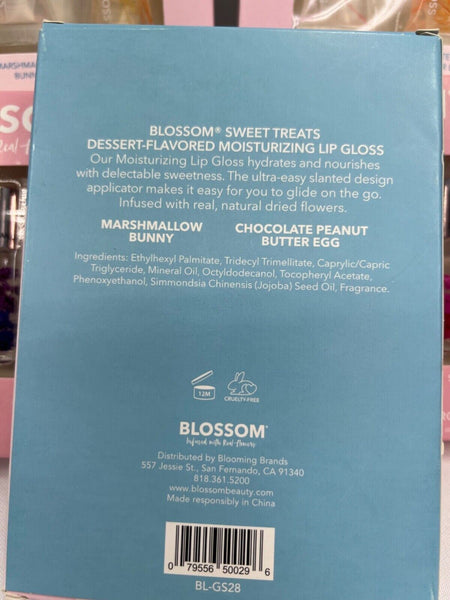 BLOSSOM® SWEET TREATS
DESSERT-FLAVORED MOISTURIZING LIP GLOSS
Our Moisturizing Lip Gloss hydrates and nourishes
with delectable sweetness. The ultra-easy slanted design
applicator makes it easy for you to glide on the go.
Infused with real, natural dried flowers.
MARSHMALLOW
BUNNY
CHOCOLATE PEANUT
BUTTER EGG
Ingredients: Ethylhexyl Palmitate, Tridecyl Trimellitate, Caprylic/Capric
Triglyceride, Mineral Oil, Octyldodecanol, Tocopheryl Acetate,
Phenoxyethanol, Simmondsia Chinensis (Jojoba) Seed Oil, Fragrance.
12M
CRUELTY-FREE
BLOSSOM
Infused with Real flowers
Distributed by Blooming Brands
557 Jessie St., San Fernando, CA 91340
818.361.5200
www.blossombeauty.com
Made responsibly in China
0 79556 50029 6
BL-GS28